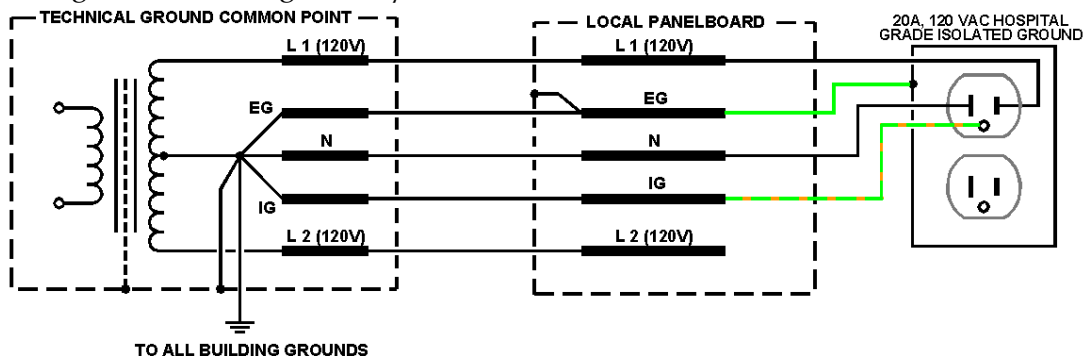 TECHNICAL GROUND COMMON POINT
LOCAL PANELBOARD
20A, 120 VAC HOSPITAL
GRADE ISOLATED GROUND
L 1 (120V)
L 1 (120V)
EG
EG
N
N
IG
IG
L 2 (120V)
L 2 (120V)
TO ALL BUILDING GROUNDS